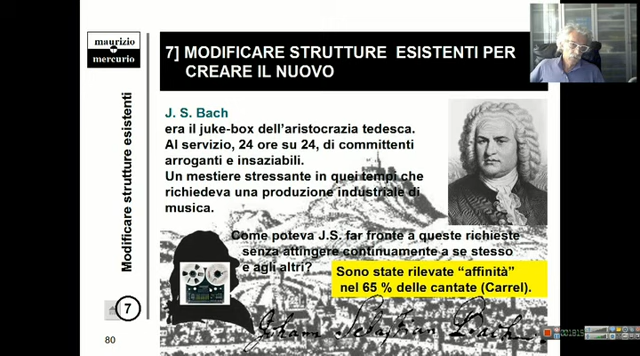 maurizio
mercurio
7] MODIFICARE STRUTTURE ESISTENTI PER
CREARE IL NUOVO
Modificare strutture esistenti
J. S. Bach
era il juke-box dell'aristocrazia tedesca.
Al servizio, 24 ore su 24, di committenti
arroganti e insaziabili.
Un mestiere stressante in quei tempi che
richiedeva una produzione industriale di
musica.
Come poteva J.S. far fronte a queste richieste
senza attingere continuamente a se stesso
e agli altri?
Sono state rilevate “affinità”
nel 65 % delle cantate (Carrel).
7
80
Johann Sebastian Bach